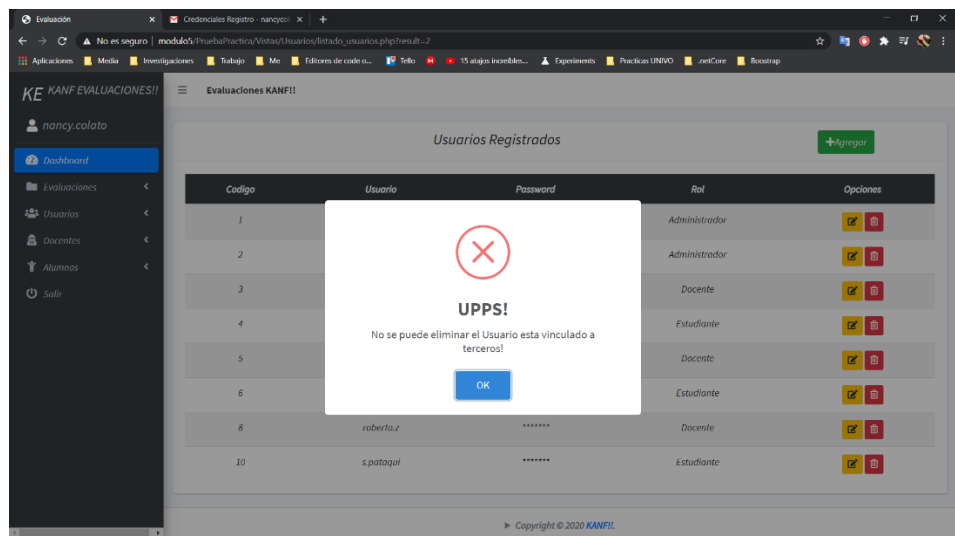 Evaluación
Credenciales Registro - nancycol
No es seguro | modulo5/PruebaPractica/Vistas/Usuarios/listado_usuarios.php?result=2
Aplicaciones Media Investigaciones Trabajo Me Editores de code o... Tello 15 atajos increibles... Experiments Practicas UNIVO .netCore Boostrap
KE KANF EVALUACIONES!!
Evaluaciones KANF!!
nancy.colato
Usuarios Registrados
+Agregar
Dashboard
Evaluaciones
Usuarios
Docentes
Alumnos
Salir
Codigo Usuario Password Rol Opciones
1 Administrador
2 Administrador
3 Docente
4 Estudiante
5 Docente
6 Estudiante
8 roberto.z ******* Docente
10 s.pataqui ******* Estudiante
UPPS!
No se puede eliminar el Usuario esta vinculado a
terceros!
OK
Copyright © 2020 KANF!!.